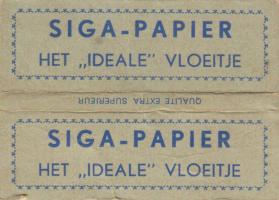 SIGA-PAPIER
HET „IDEALE" VLOEITJE
QUALITE EXTRA SUPERIEUR
SIGA-PAPIER
HET „IDEALE" VLOEITJE